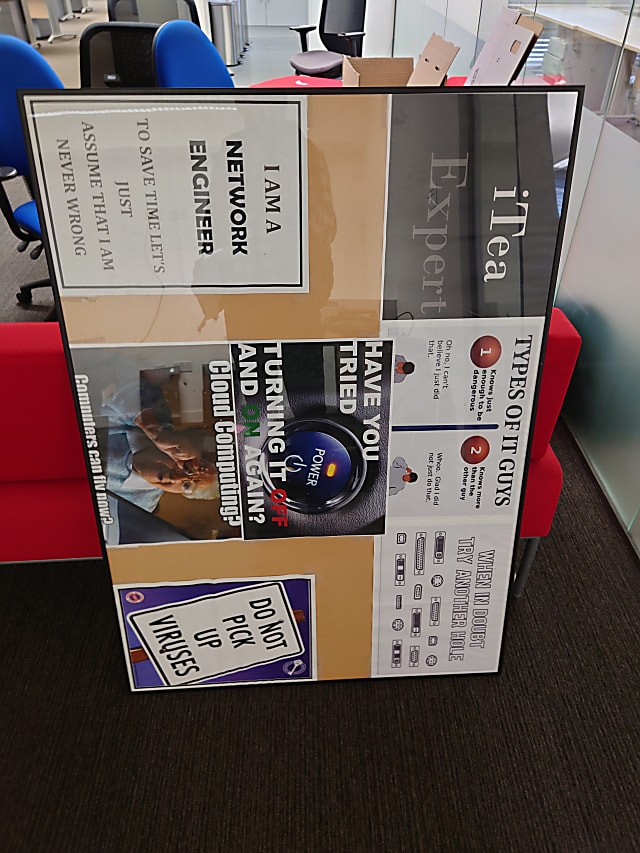 iTea
Expert
TYPES OF IT GUYS
1
Knows just
enough to be
dangerous
Oh no, I can't
believe I just did
that.
2
Knows more
than the
other guy
Whoo. Glad I did
not just do that.
WHEN IN DOUBT
TRY ANOTHER HOLE
I AM A
NETWORK
ENGINEER
TO SAVE TIME LET'S
JUST
ASSUME THAT I AM
NEVER WRONG
HAVE YOU
TRIED
POWER
TURNING IT OFF
AND ON AGAIN?
Cloud Computing?
Computers can fly now?
DO NOT
PICK
UP
VIRUSES